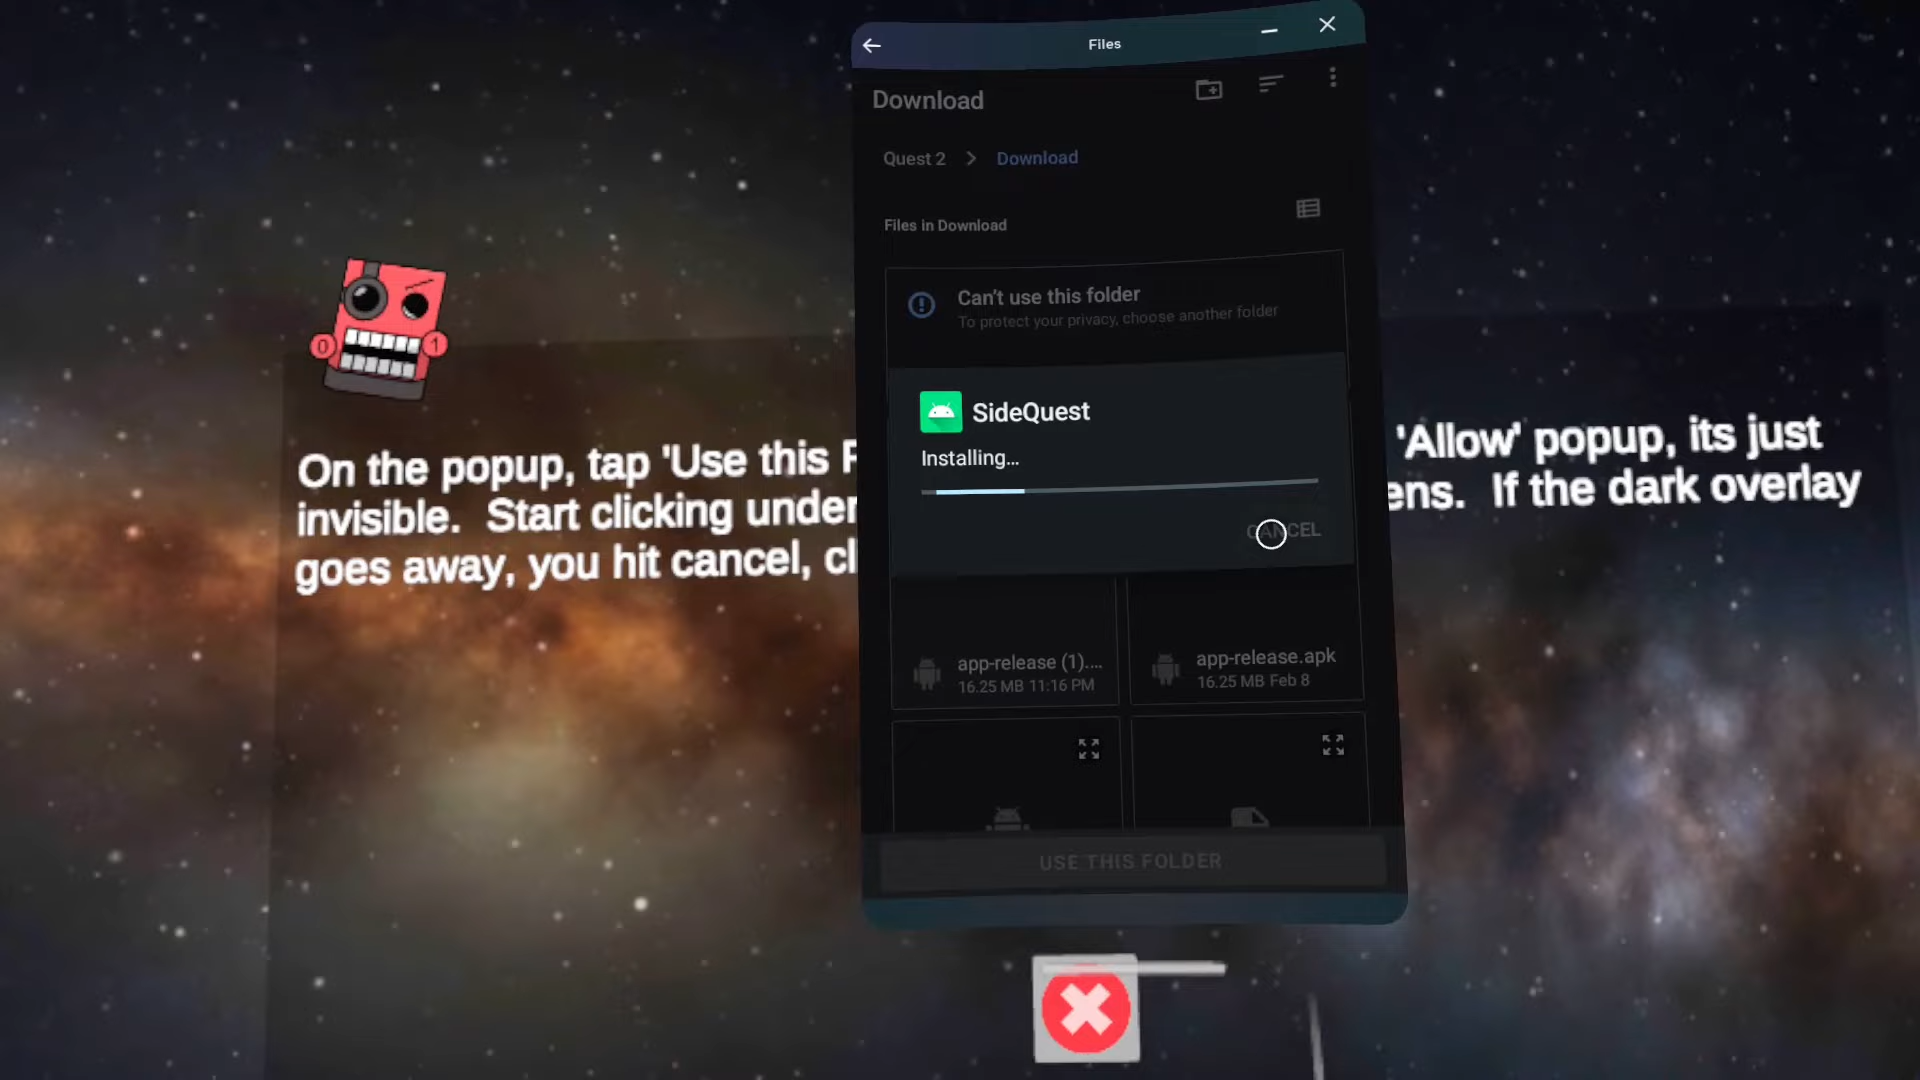 Files
Download
Quest 2 > Download
Files in Download
Can't use this folder
To protect your privacy, choose another folder
SideQuest
Installing...
CANCEL
app-release (1)....
16.25 MB 11:16 PM
app-release.apk
16.25 MB Feb 8
USE THIS FOLDER
0 1
On the popup, tap 'Use this
invisible. Start clicking under
goes away, you hit cancel,
'Allow' popup, its just
If the dark overlay